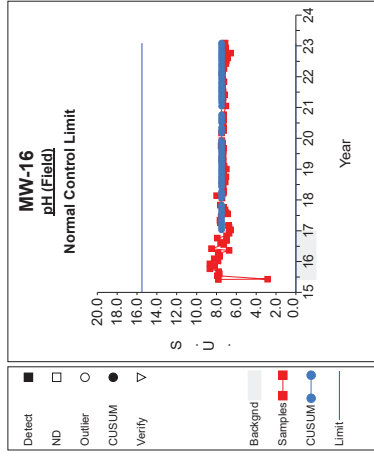 MW-16
pH (Field)
Normal Control Limit
20.0
18.0
16.0
14.0
12.0
10.0
8.0
6.0
4.0
2.0
0.0
S . U .
15 16 17 18 19 20 21 22 23 24
Year
Detect
ND
Outlier
CUSUM
Verify
Backgnd
Samples
CUSUM
Limit